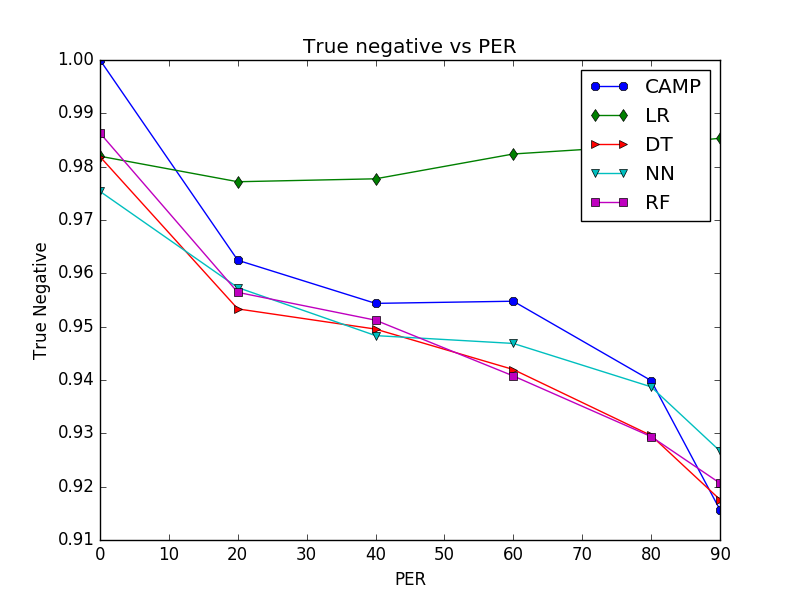 True negative vs PER
1.00
0.99
0.98
0.97
0.96
0.95
0.94
0.93
0.92
0.91
True Negative
CAMP
LR
DT
NN
RF
0 10 20 30 40 50 60 70 80 90
PER